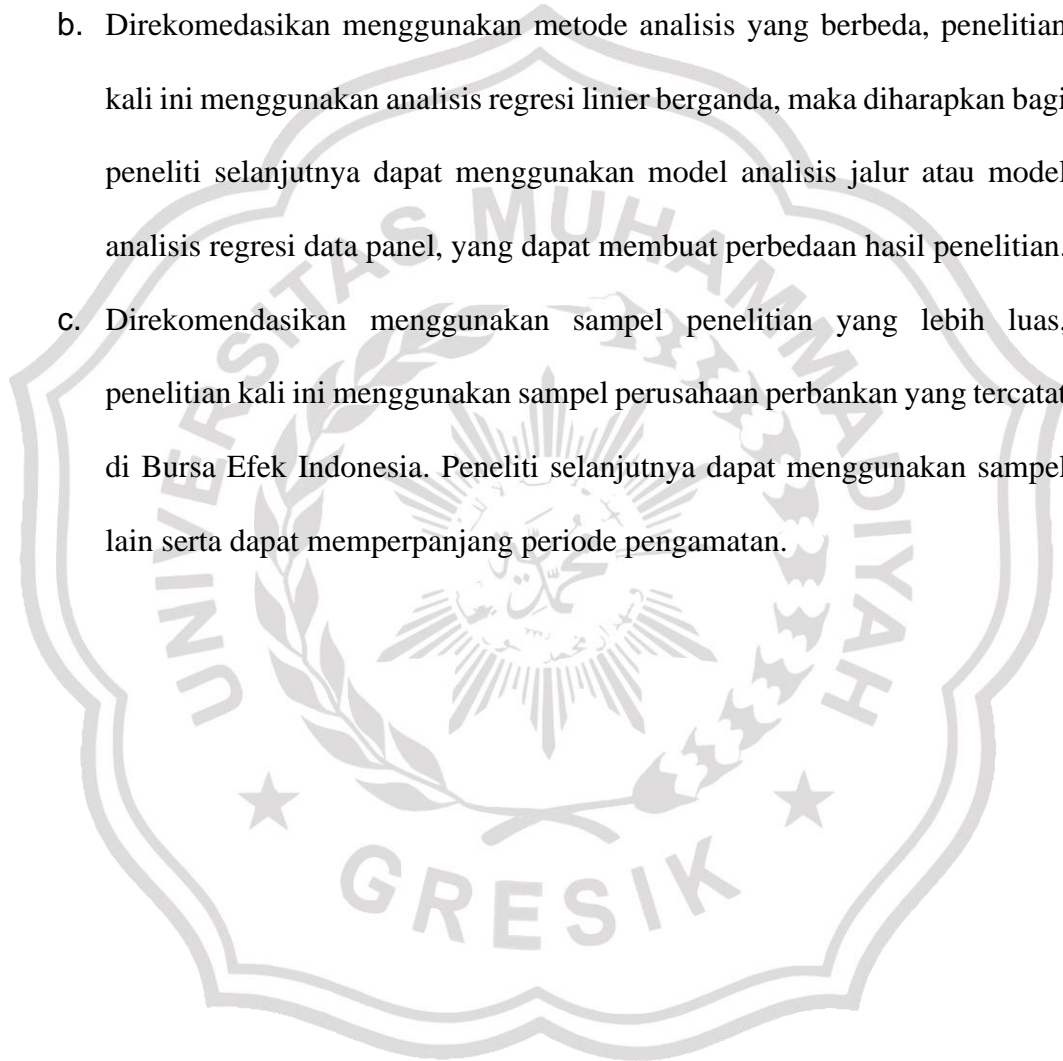 b. Direkomedasikan menggunakan metode analisis yang berbeda, penelitian
kali ini menggunakan analisis regresi linier berganda, maka diharapkan bagi
peneliti selanjutnya dapat menggunakan model analisis jalur atau model
analisis regresi data panel, yang dapat membuat perbedaan hasil penelitian.
c. Direkomendasikan menggunakan sampel penelitian yang lebih luas,
penelitian kali ini menggunakan sampel perusahaan perbankan yang tercatat
di Bursa Efek Indonesia. Peneliti selanjutnya dapat menggunakan sampel
lain serta dapat memperpanjang periode pengamatan.
UNIVERSITAS MUHAMMADIYAH
GRESIK